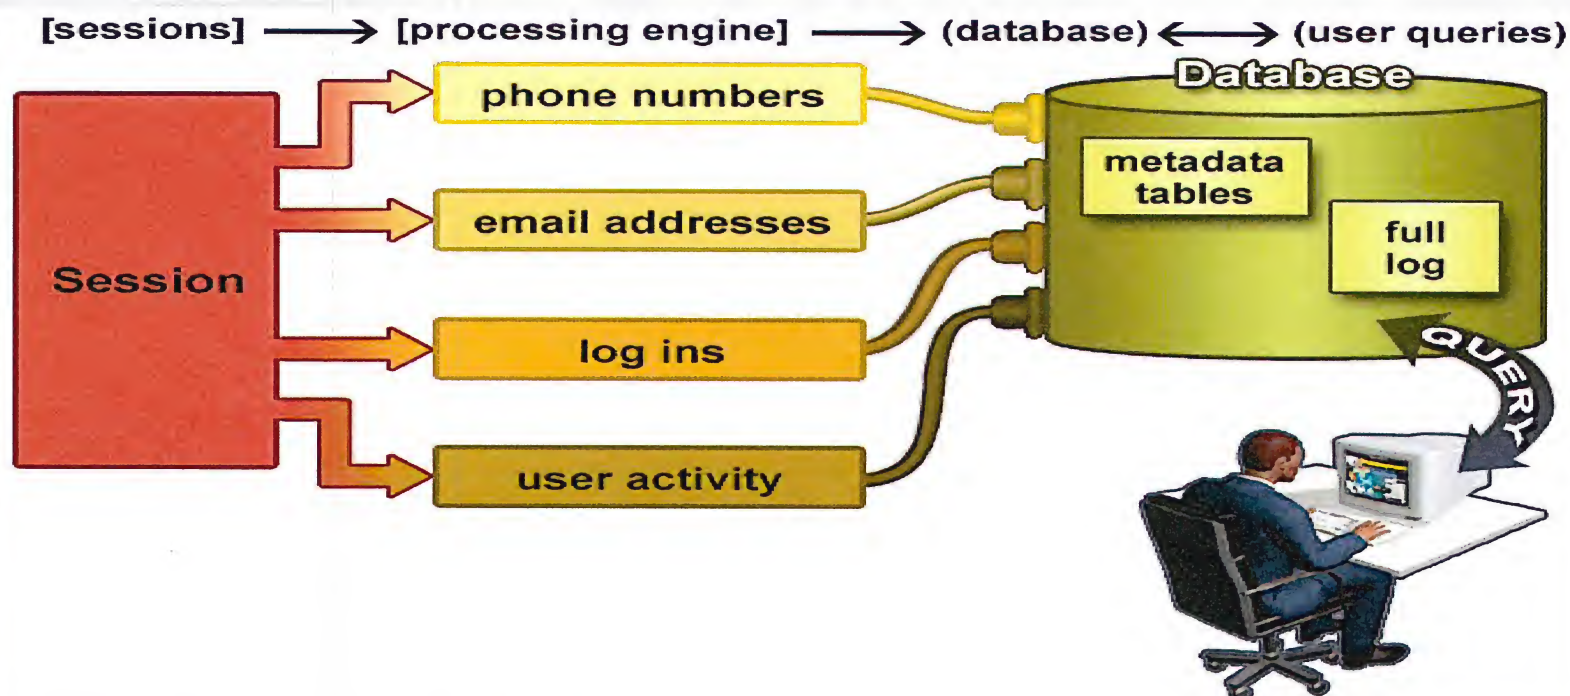 [sessions] ⟶ [processing engine] ⟶ (database) ⟷ (user queries)
Database
phone numbers
metadata
tables
email addresses
full
log
Session
log ins
QUERY
user activity